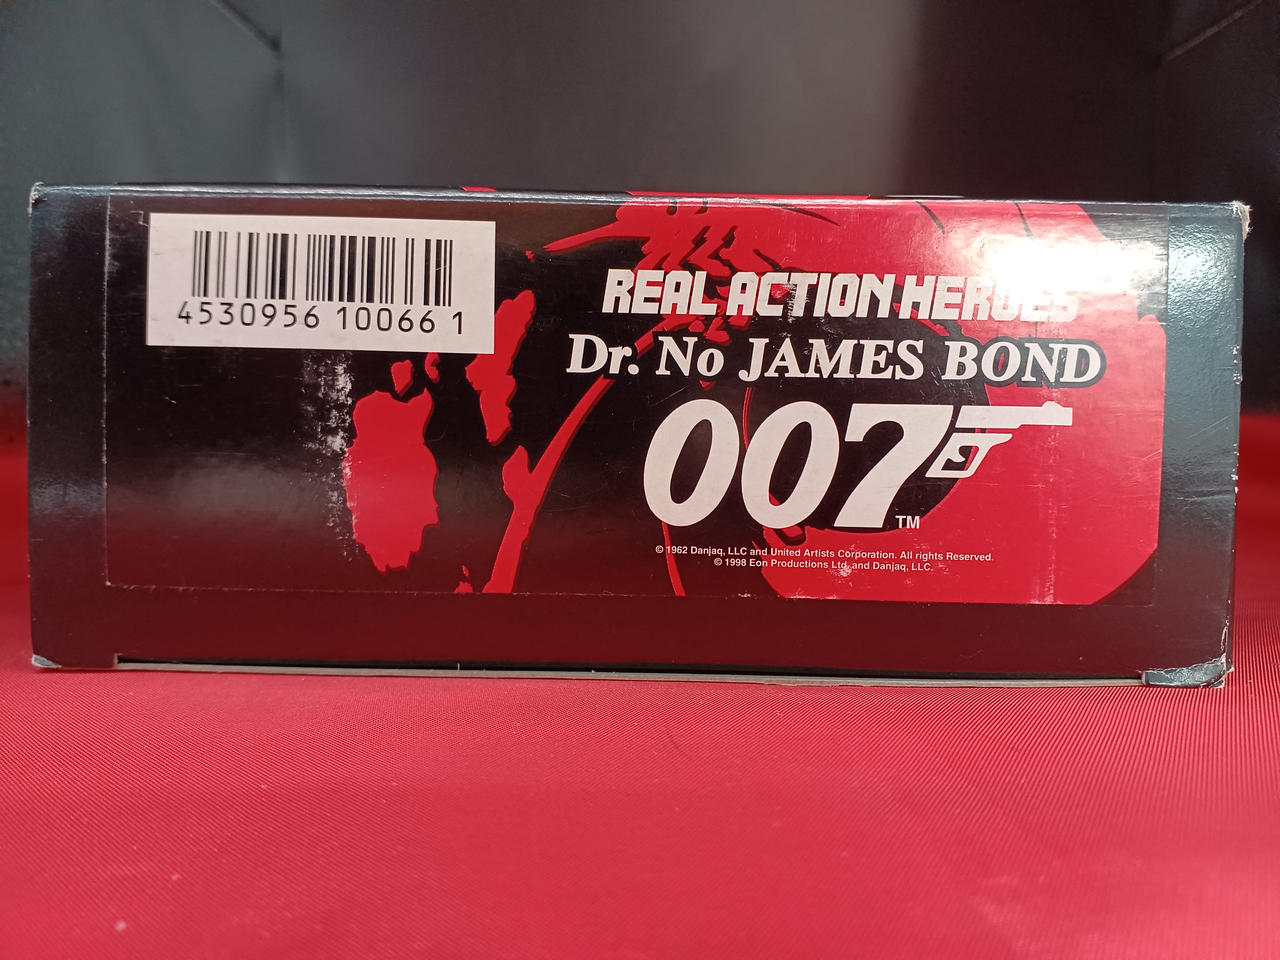 4530956 10066 1
REAL ACTION HEROES
Dr. No JAMES BOND
007
TM
© 1962 Danjaq, LLC and United Artists Corporation. All rights Reserved.
© 1998 Eon Productions Ltd. and Danjaq, LLC.